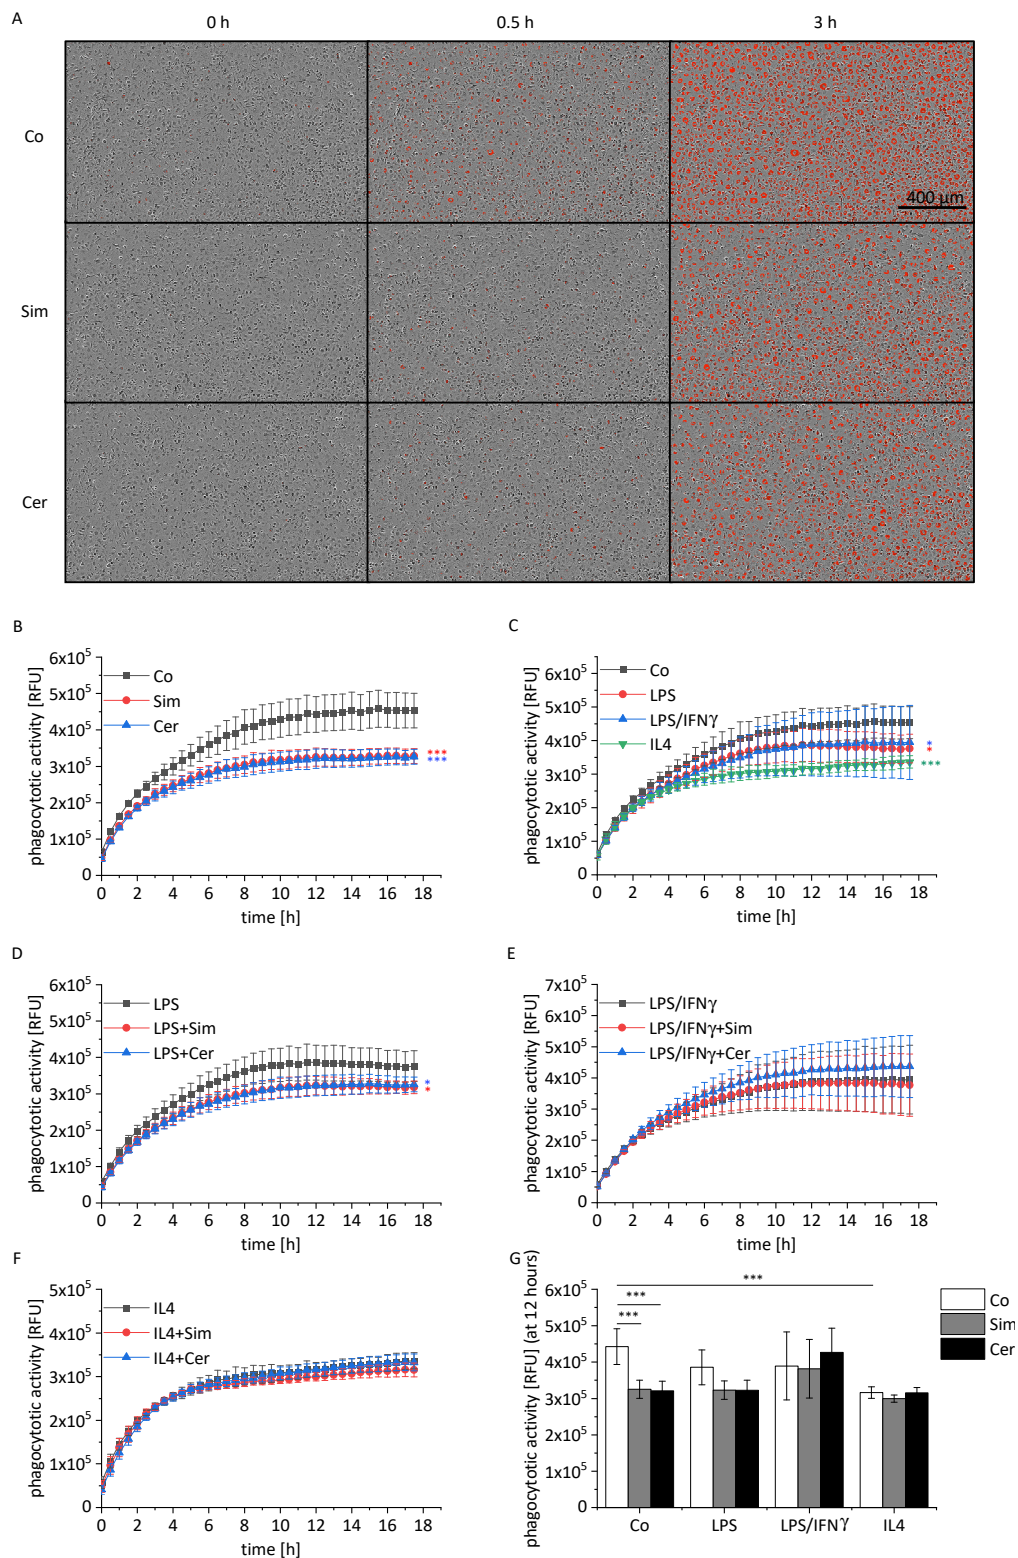 A
0 h 0.5 h 3 h
Co
400 µm
Sim
Cer
B
phagocytotic activity [RFU]
6x10⁵
5x10⁵
4x10⁵
3x10⁵
2x10⁵
1x10⁵
0
Co
Sim
Cer
***
***
0 2 4 6 8 10 12 14 16 18
time [h]
C
phagocytotic activity [RFU]
6x10⁵
5x10⁵
4x10⁵
3x10⁵
2x10⁵
1x10⁵
0
Co
LPS
LPS/IFNγ
IL4
*
*
***
0 2 4 6 8 10 12 14 16 18
time [h]
D
phagocytotic activity [RFU]
6x10⁵
5x10⁵
4x10⁵
3x10⁵
2x10⁵
1x10⁵
0
LPS
LPS+Sim
LPS+Cer
*
*
0 2 4 6 8 10 12 14 16 18
time [h]
E
phagocytotic activity [RFU]
7x10⁵
6x10⁵
5x10⁵
4x10⁵
3x10⁵
2x10⁵
1x10⁵
0
LPS/IFNγ
LPS/IFNγ+Sim
LPS/IFNγ+Cer
0 2 4 6 8 10 12 14 16 18
time [h]
F
phagocytotic activity [RFU]
5x10⁵
4x10⁵
3x10⁵
2x10⁵
1x10⁵
0
IL4
IL4+Sim
IL4+Cer
0 2 4 6 8 10 12 14 16 18
time [h]
G
phagocytotic activity [RFU] (at 12 hours)
6x10⁵
5x10⁵
4x10⁵
3x10⁵
2x10⁵
1x10⁵
0
***
***
***
Co
Sim
Cer
Co LPS LPS/IFNγ IL4